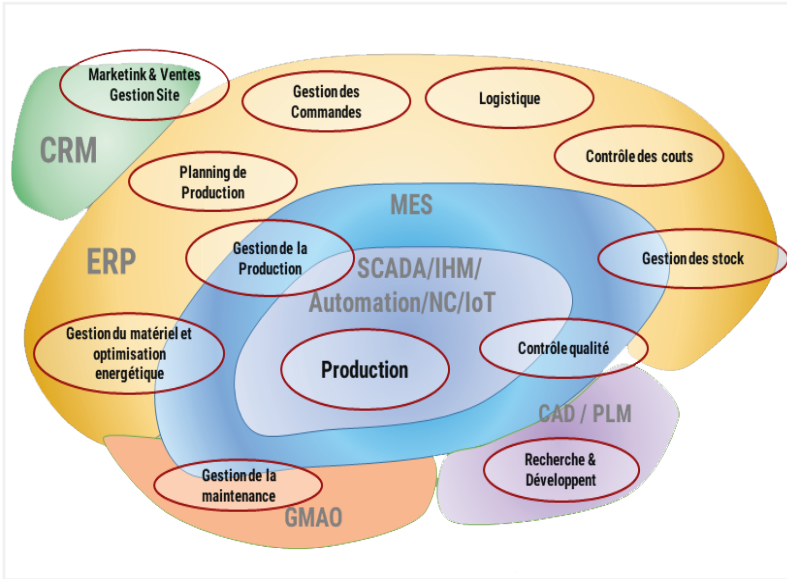 Marketink & Ventes
Gestion Site
CRM
Gestion des
Commandes
Logistique
Contrôle des couts
Planning de
Production
MES
ERP
Gestion de la
Production
Gestion des stock
SCADA/IHM/
Automation/NC/IoT
Gestion du matériel et
optimisation
energétique
Production
Contrôle qualité
CAD / PLM
Recherche &
Développent
Gestion de la
maintenance
GMAO